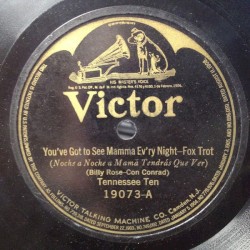 "HIS MASTER'S VOICE"
Victor
You've Got to See Mamma Ev'ry Night—Fox Trot
(Noche a Noche a Mamá Tendrás Que Ver)
(Billy Rose-Con Conrad)
Tennessee Ten
19073-A
VICTOR TALKING MACHINE CO. Camden, N.J.